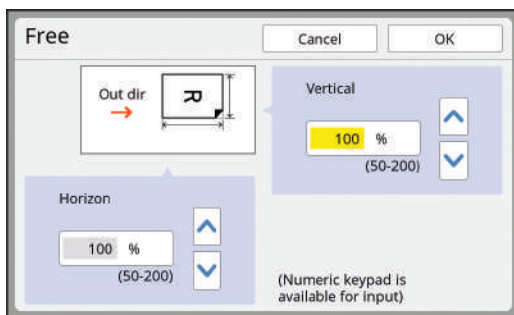 Free
Cancel
OK
Out dir
R
Vertical
100 %
(50-200)
Horizon
100 %
(50-200)
(Numeric keypad is
available for input)